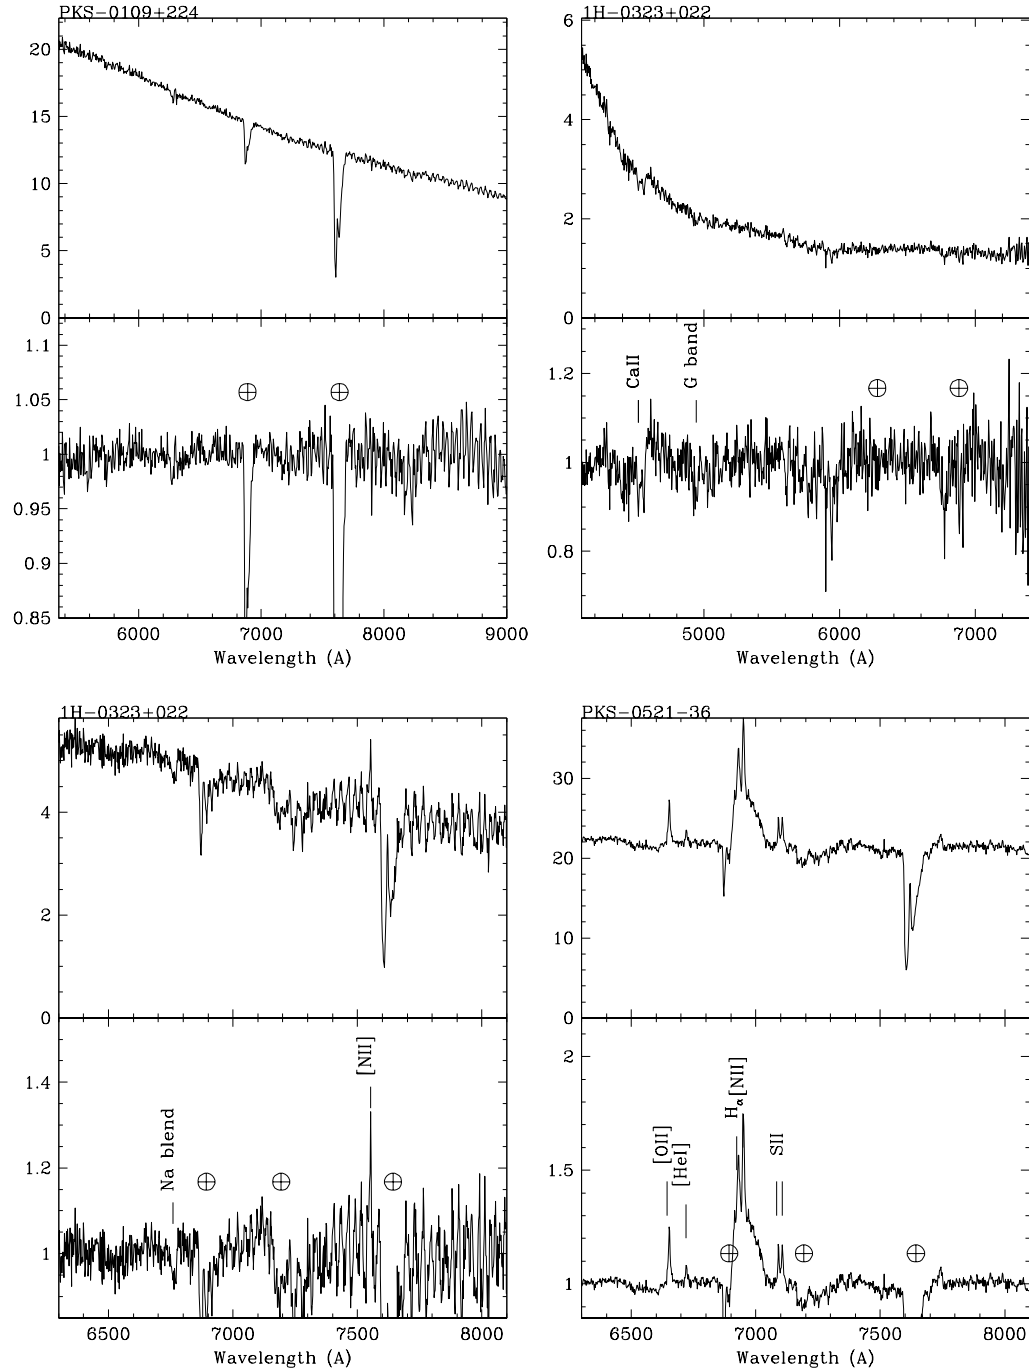 PKS-0109+224
20
15
10
5
0
1.1
1.05
1
0.95
0.9
0.85
6000 7000 8000 9000
Wavelength (A)
1H-0323+022
6
4
2
0
CaII
G band
1.2
1
0.8
5000 6000 7000
Wavelength (A)
1H-0323+022
4
2
0
[NII]
Na blend
1.4
1.2
1
6500 7000 7500 8000
Wavelength (A)
PKS-0521-36
30
20
10
0
[OII]
[HeI]
Hα[NII]
SII
2
1.5
1
6500 7000 7500 8000
Wavelength (A)